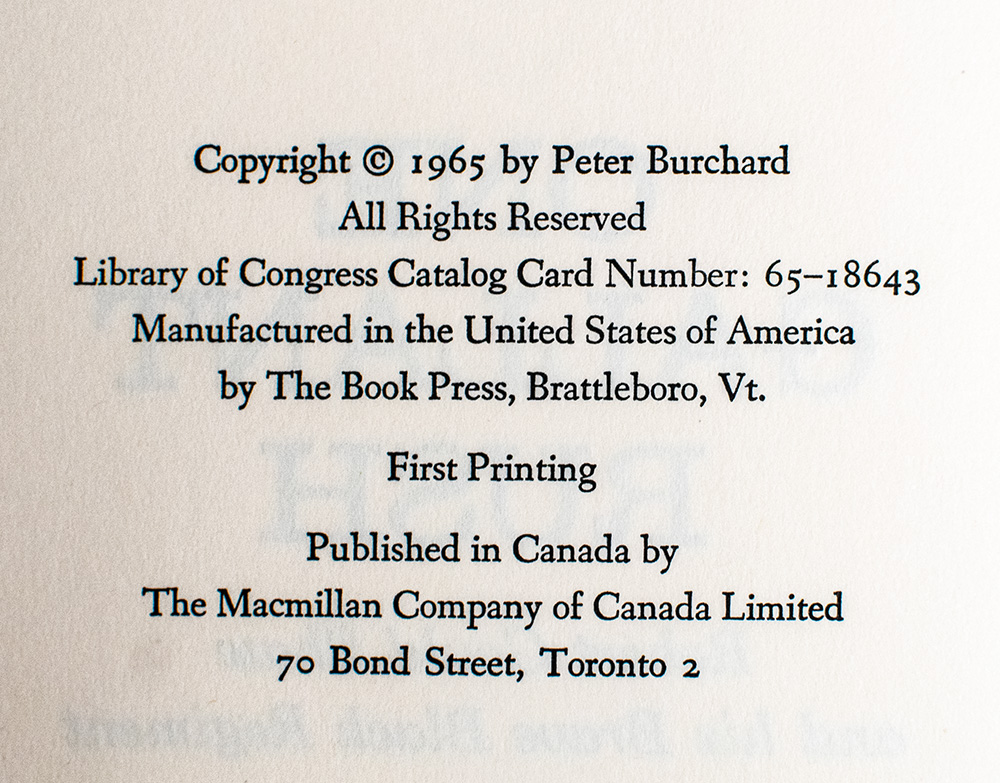 Copyright © 1965 by Peter Burchard
All Rights Reserved
Library of Congress Catalog Card Number: 65–18643
Manufactured in the United States of America
by The Book Press, Brattleboro, Vt.
First Printing
Published in Canada by
The Macmillan Company of Canada Limited
70 Bond Street, Toronto 2